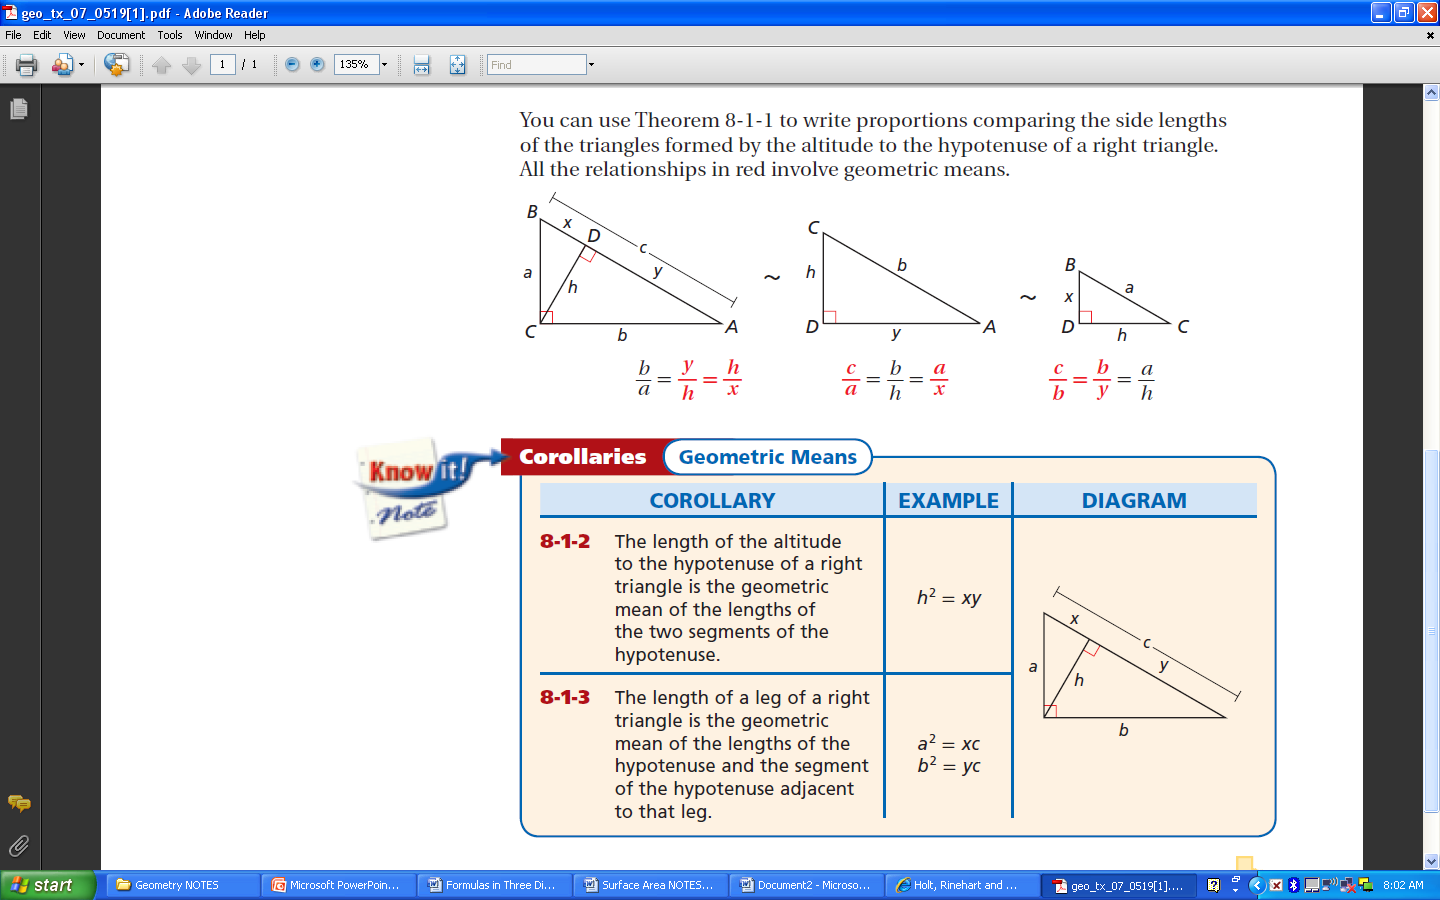 geo_tx_07_0519[1].pdf - Adobe Reader
File Edit View Document Tools Window Help
1 / 1 135% Find
You can use Theorem 8-1-1 to write proportions comparing the side lengths
of the triangles formed by the altitude to the hypotenuse of a right triangle.
All the relationships in red involve geometric means.
B x D c y a h C b A
~
C h b D y A
~
B x a D h C
b/a = y/h = h/x
c/a = b/h = a/x
c/b = b/y = a/h
Know it!
Note
Corollaries Geometric Means
COROLLARY EXAMPLE DIAGRAM
8-1-2 The length of the altitude
to the hypotenuse of a right
triangle is the geometric
mean of the lengths of
the two segments of the
hypotenuse.
h² = xy
8-1-3 The length of a leg of a right
triangle is the geometric
mean of the lengths of the
hypotenuse and the segment
of the hypotenuse adjacent
to that leg.
a² = xc
b² = yc
x c y a h b
start Geometry NOTES Microsoft PowerPoin... Formulas in Three Di... Surface Area NOTES... Document2 - Microso... Holt, Rinehart and ... geo_tx_07_0519[1].... 8:02 AM